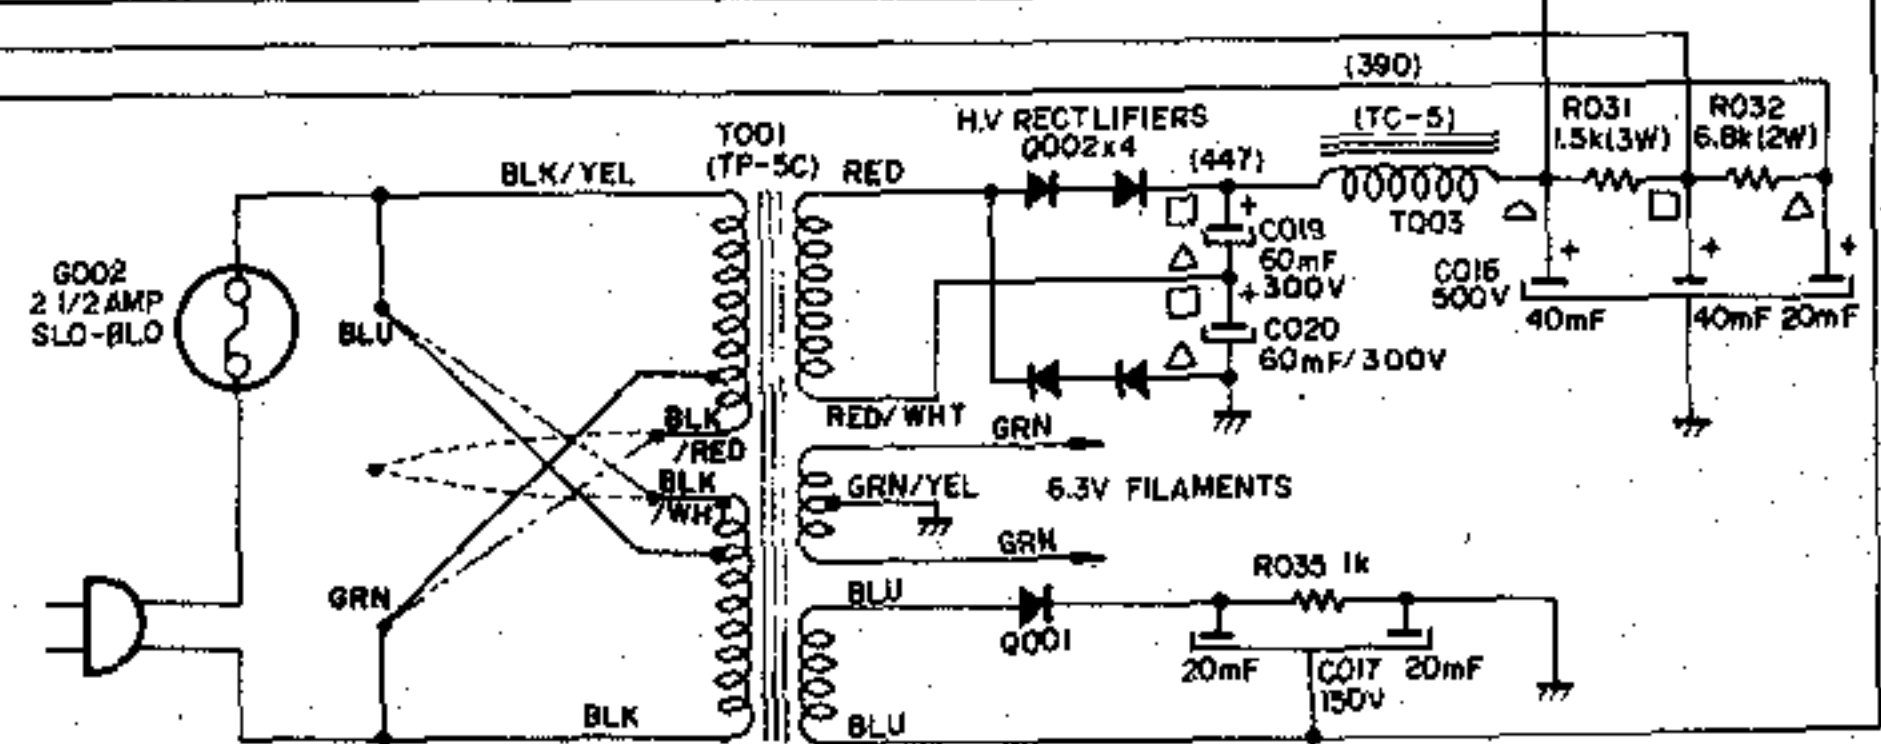 (390)
H.V RECTLIFIERS
Q002x4
(447)
(TC-5)
T003
R031
1.5k(3W)
R032
6.8k(2W)
T001
(TP-5C)
BLK/YEL
RED
G002
2 1/2 AMP
SLO-BLO
BLU
+
C019
60mF
300V
+
C020
60mF/300V
C016
500V
+
+
+
40mF
40mF
20mF
BLK
/RED
RED/WHT
GRN
BLK
/WHT
GRN/YEL
6.3V FILAMENTS
GRN
GRN
BLU
Q001
R035 1k
20mF
C017
150V
20mF
BLK
BLU